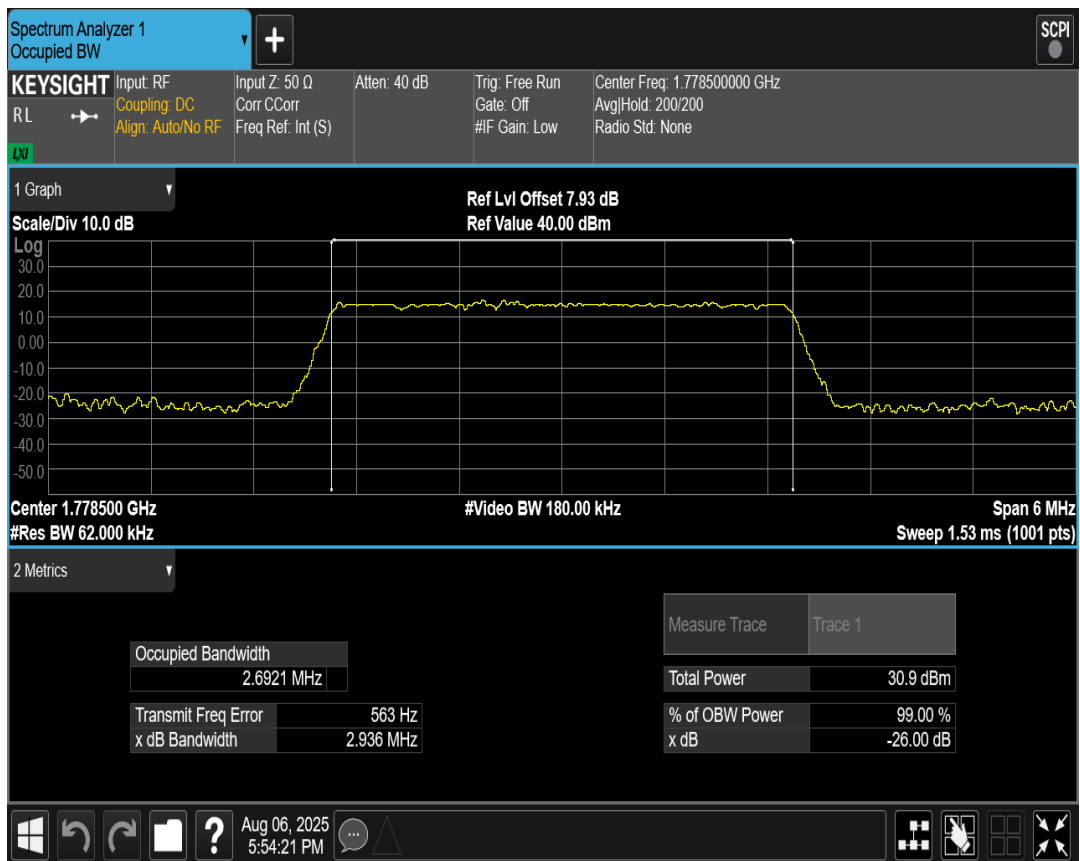 Spectrum Analyzer 1
Occupied BW
+
SCPI
KEYSIGHT
RL
LXI
Input: RF
Coupling: DC
Align: Auto/No RF
Input Z: 50 Ω
Corr CCorr
Freq Ref: Int (S)
Atten: 40 dB
Trig: Free Run
Gate: Off
#IF Gain: Low
Center Freq: 1.778500000 GHz
Avg|Hold: 200/200
Radio Std: None
1 Graph
Scale/Div 10.0 dB
Ref Lvl Offset 7.93 dB
Ref Value 40.00 dBm
Log
30.0
20.0
10.0
0.00
-10.0
-20.0
-30.0
-40.0
-50.0
Center 1.778500 GHz
#Res BW 62.000 kHz
#Video BW 180.00 kHz
Span 6 MHz
Sweep 1.53 ms (1001 pts)
2 Metrics
Measure Trace Trace 1
Occupied Bandwidth
2.6921 MHz
Total Power 30.9 dBm
Transmit Freq Error 563 Hz
% of OBW Power 99.00 %
x dB Bandwidth 2.936 MHz
x dB -26.00 dB
?
Aug 06, 2025
5:54:21 PM